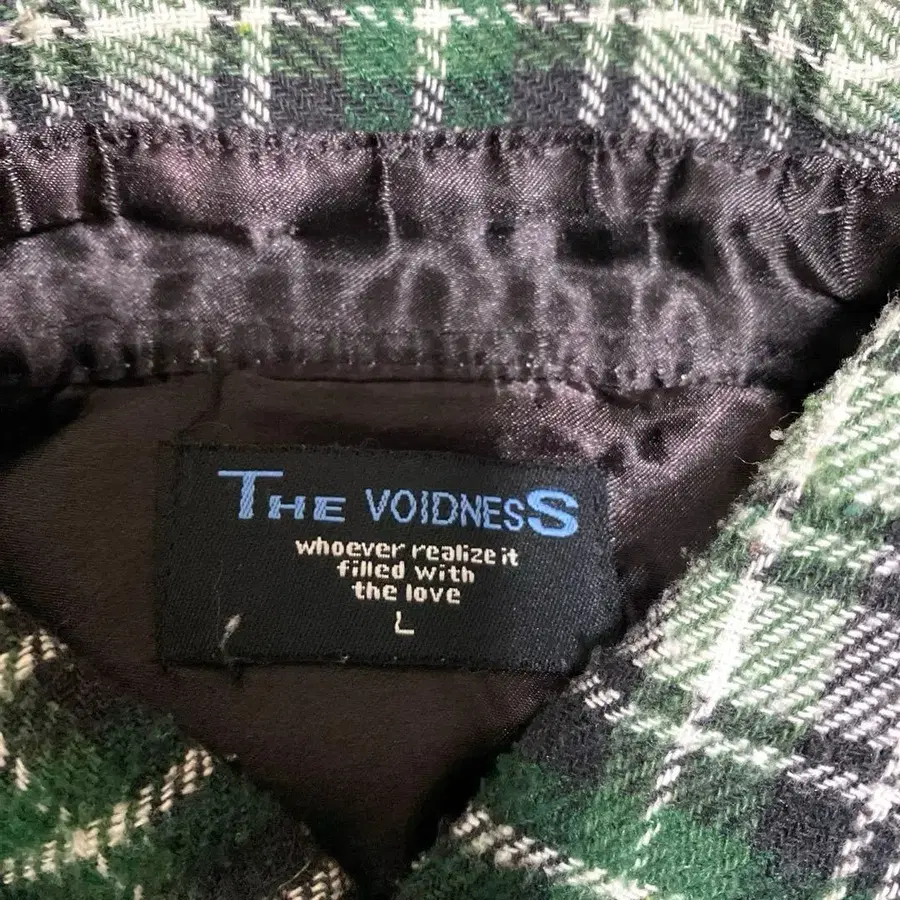 THE VOIDNESS
whoever realize it
filled with
the love
L